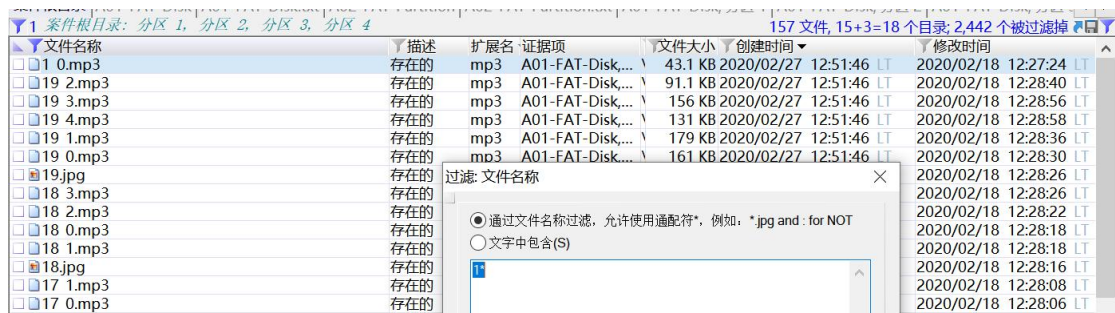 1 案件根目录: 分区 1, 分区 2, 分区 3, 分区 4
157 文件, 15+3=18 个目录; 2,442 个被过滤掉
文件名称 描述 扩展名 证据项 文件大小 创建时间 修改时间
1 0.mp3 存在的 mp3 A01-FAT-Disk,... 43.1 KB 2020/02/27 12:51:46 LT 2020/02/18 12:27:24 LT
19 2.mp3 存在的 mp3 A01-FAT-Disk,... 91.1 KB 2020/02/27 12:51:46 LT 2020/02/18 12:28:40 LT
19 3.mp3 存在的 mp3 A01-FAT-Disk,... 156 KB 2020/02/27 12:51:46 LT 2020/02/18 12:28:56 LT
19 4.mp3 存在的 mp3 A01-FAT-Disk,... 131 KB 2020/02/27 12:51:46 LT 2020/02/18 12:28:58 LT
19 1.mp3 存在的 mp3 A01-FAT-Disk,... 179 KB 2020/02/27 12:51:46 LT 2020/02/18 12:28:36 LT
19 0.mp3 存在的 mp3 A01-FAT-Disk,... 161 KB 2020/02/27 12:51:46 LT 2020/02/18 12:28:30 LT
19.jpg 存在的 2020/02/18 12:28:26 LT
18 3.mp3 存在的 2020/02/18 12:28:26 LT
18 2.mp3 存在的 2020/02/18 12:28:22 LT
18 0.mp3 存在的 2020/02/18 12:28:18 LT
18 1.mp3 存在的 2020/02/18 12:28:18 LT
18.jpg 存在的 2020/02/18 12:28:16 LT
17 1.mp3 存在的 2020/02/18 12:28:08 LT
17 0.mp3 存在的 2020/02/18 12:28:06 LT
过滤: 文件名称
通过文件名称过滤，允许使用通配符*，例如：*.jpg and : for NOT
文字中包含(S)
1*